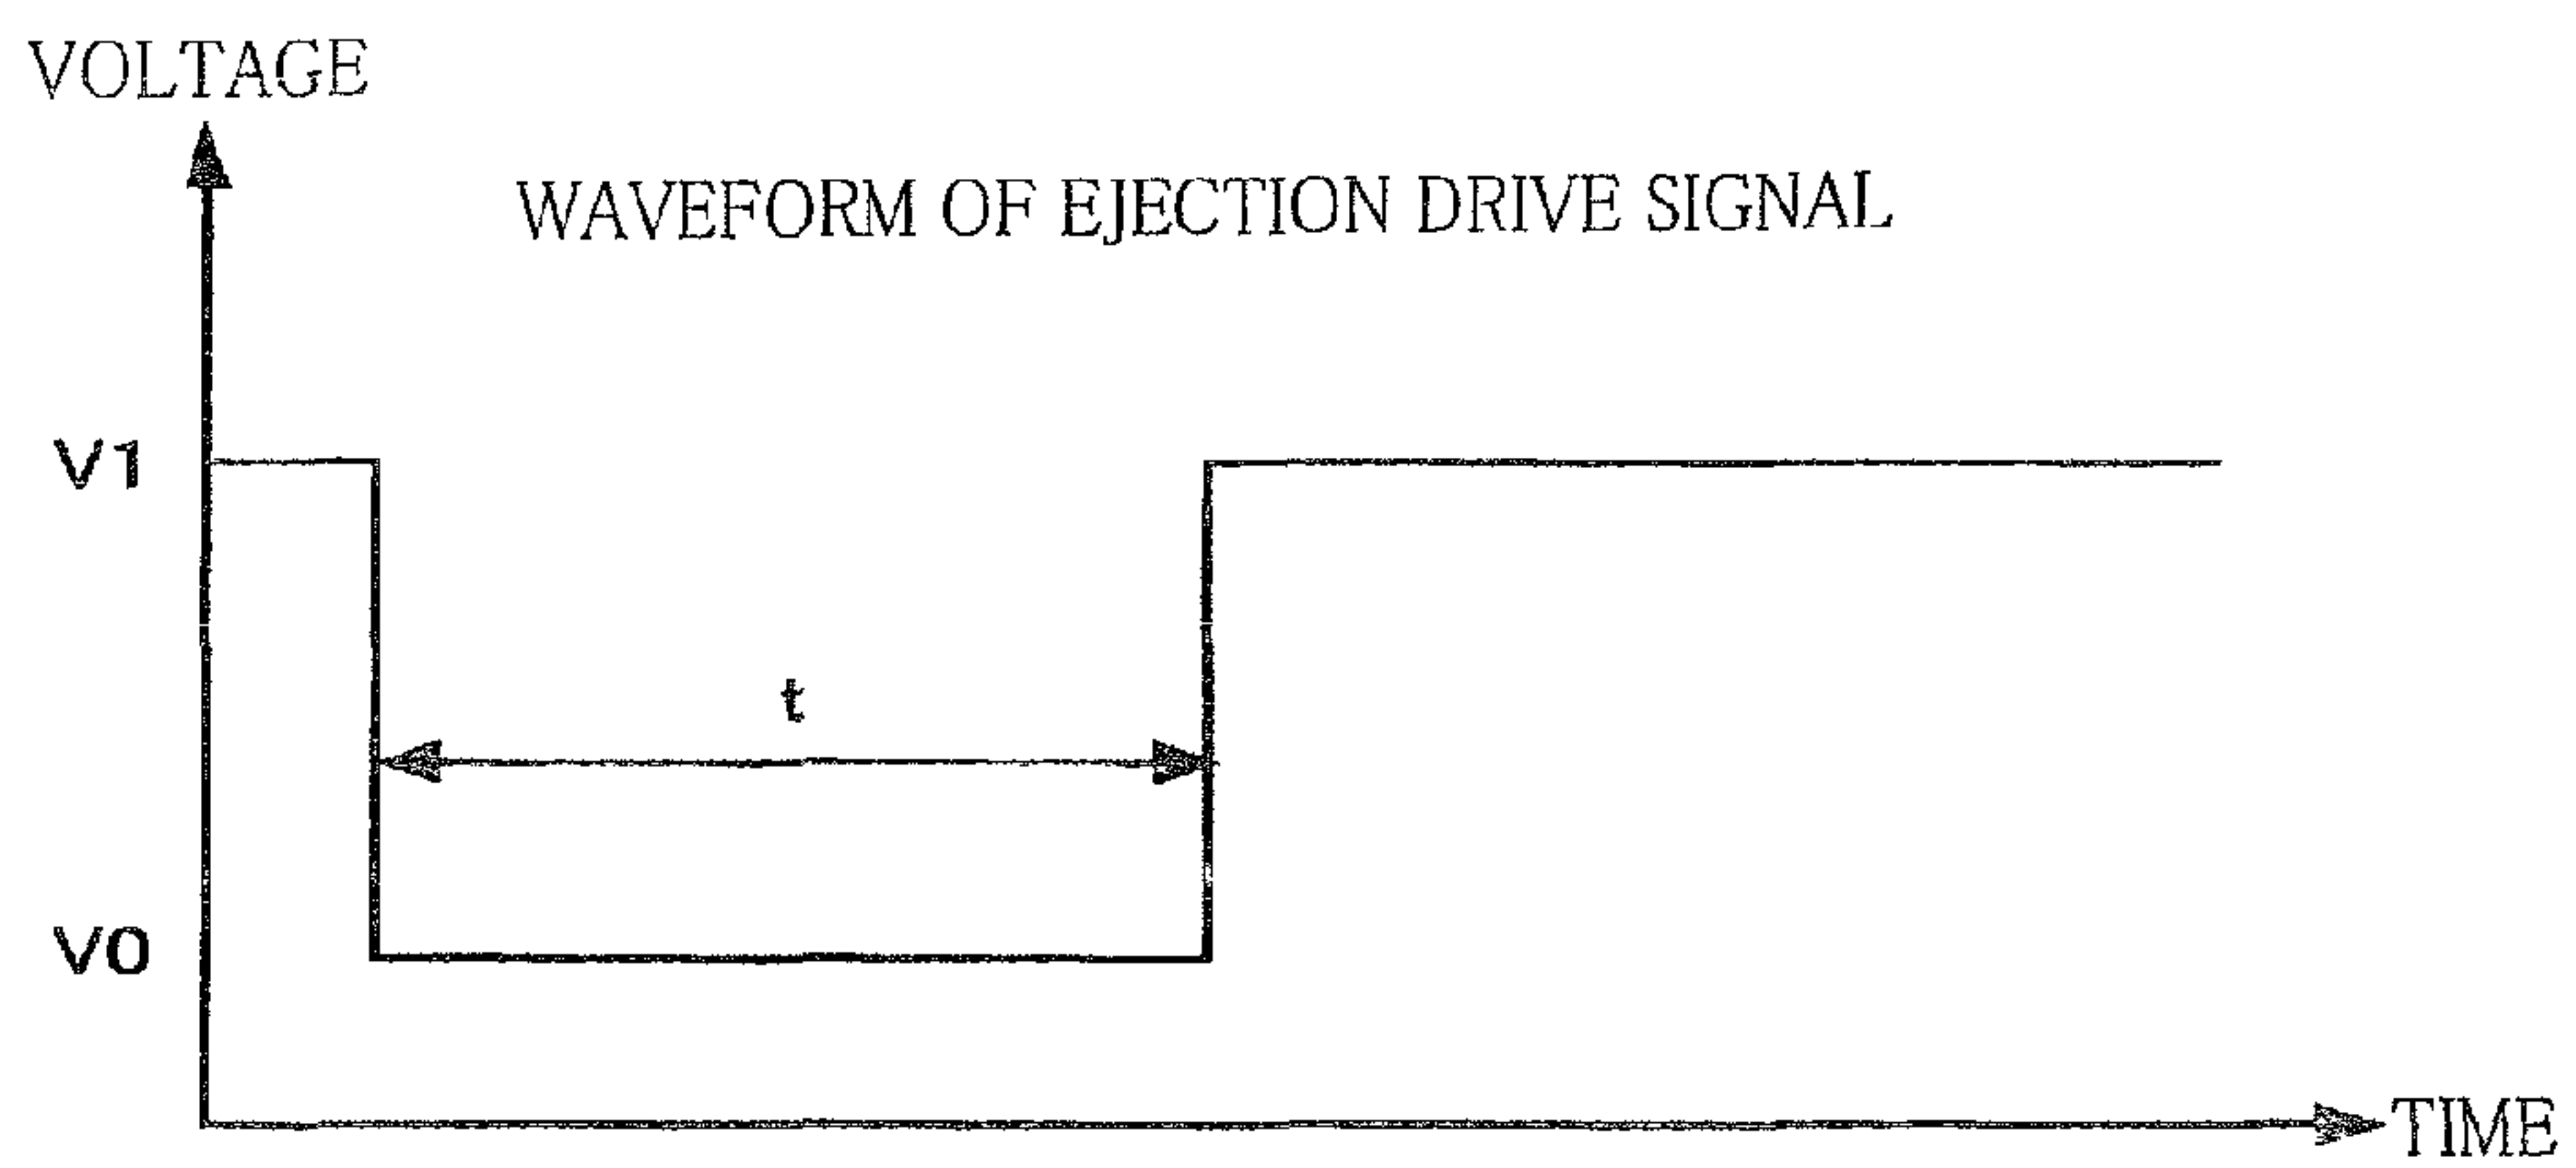 VOLTAGE
WAVEFORM OF EJECTION DRIVE SIGNAL
V1
t
V0
TIME